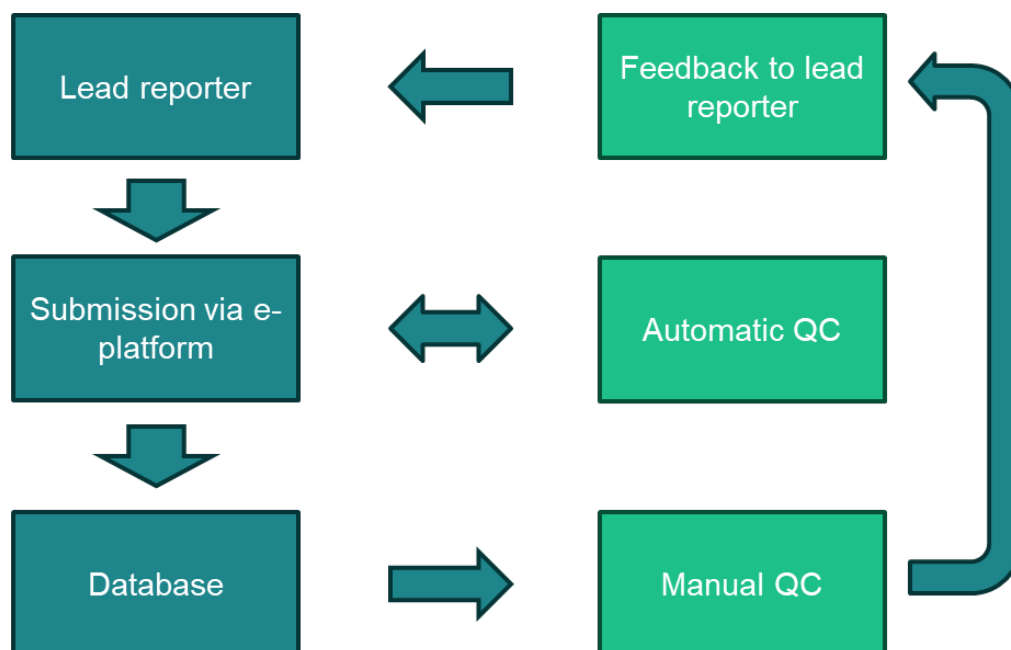 Lead reporter
Feedback to lead
reporter
Submission via e-
platform
Automatic QC
Database
Manual QC